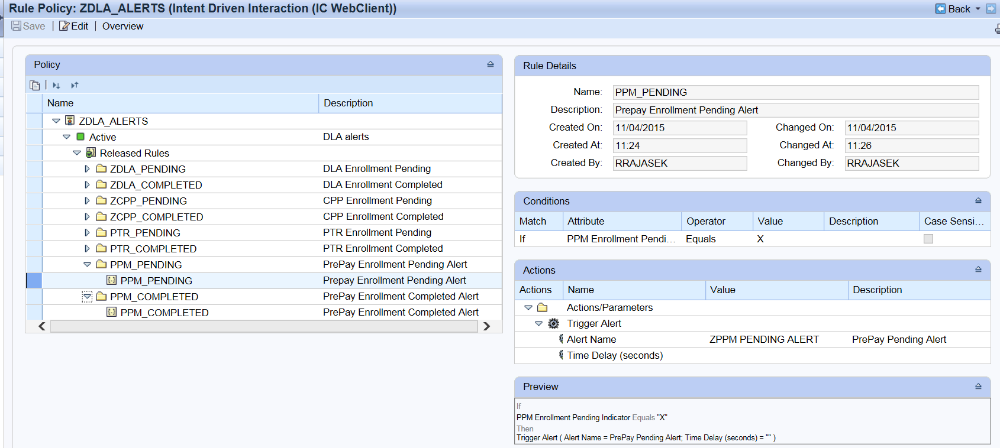 Rule Policy: ZDLA_ALERTS (Intent Driven Interaction (IC WebClient))
Back
Save | Edit | Overview
Policy
Name Description
ZDLA_ALERTS
Active DLA alerts
Released Rules
ZDLA_PENDING DLA Enrollment Pending
ZDLA_COMPLETED DLA Enrollment Completed
ZCPP_PENDING CPP Enrollment Pending
ZCPP_COMPLETED CPP Enrollment Completed
PTR_PENDING PTR Enrollment Pending
PTR_COMPLETED PTR Enrollment Completed
PPM_PENDING PrePay Enrollment Pending Alert
PPM_PENDING Prepay Enrollment Pending Alert
PPM_COMPLETED PrePay Enrollment Completed Alert
PPM_COMPLETED PrePay Enrollment Completed Alert
Rule Details
Name: PPM_PENDING
Description: Prepay Enrollment Pending Alert
Created On: 11/04/2015 Changed On: 11/04/2015
Created At: 11:24 Changed At: 11:26
Created By: RRAJASEK Changed By: RRAJASEK
Conditions
Match Attribute Operator Value Description Case Sensi...
If PPM Enrollment Pendi... Equals X
Actions
Actions Name Value Description
Actions/Parameters
Trigger Alert
Alert Name ZPPM PENDING ALERT PrePay Pending Alert
Time Delay (seconds)
Preview
If
PPM Enrollment Pending Indicator Equals "X"
Then
Trigger Alert ( Alert Name = PrePay Pending Alert; Time Delay (seconds) = "" )